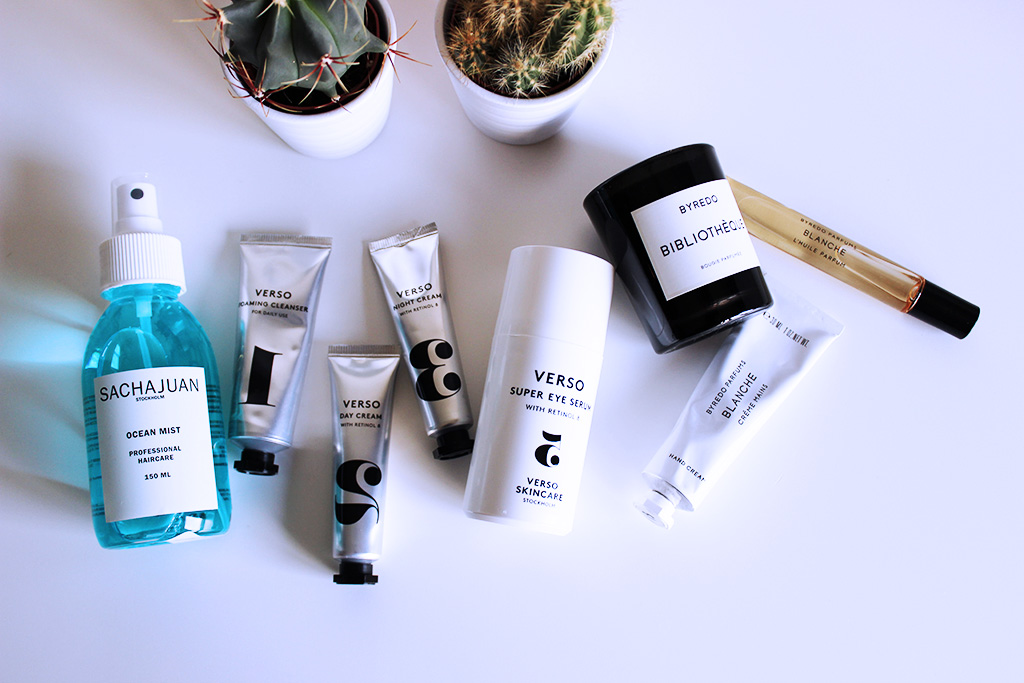 SACHAJUAN
STOCKHOLM
OCEAN MIST
PROFESSIONAL
HAIRCARE
150 ML
VERSO
FOAMING CLEANSER
FOR DAILY USE
1
VERSO
DAY CREAM
WITH RETINOL 8
2
VERSO
NIGHT CREAM
WITH RETINOL 8
3
VERSO
SUPER EYE SERUM
WITH RETINOL 8
5
VERSO
SKINCARE
STOCKHOLM
BYREDO
BIBLIOTHÈQUE
BOUGIE PARFUMÉE
BYREDO PARFUMS
BLANCHE
L'HUILE PARFUM
BYREDO PARFUMS
BLANCHE
CRÈME MAINS
HAND CREAM